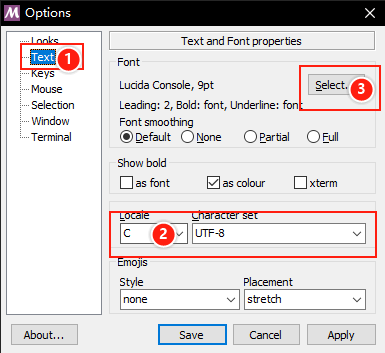 Options
Looks
Text
1
Keys
Mouse
Selection
Window
Terminal
Text and Font properties
Font
Lucida Console, 9pt
Select...
3
Leading: 2, Bold: font, Underline: font
Font smoothing
Default None Partial Full
Show bold
as font as colour xterm
Locale Character set
C 2 UTF-8
Emojis
Style Placement
none stretch
About... Save Cancel Apply